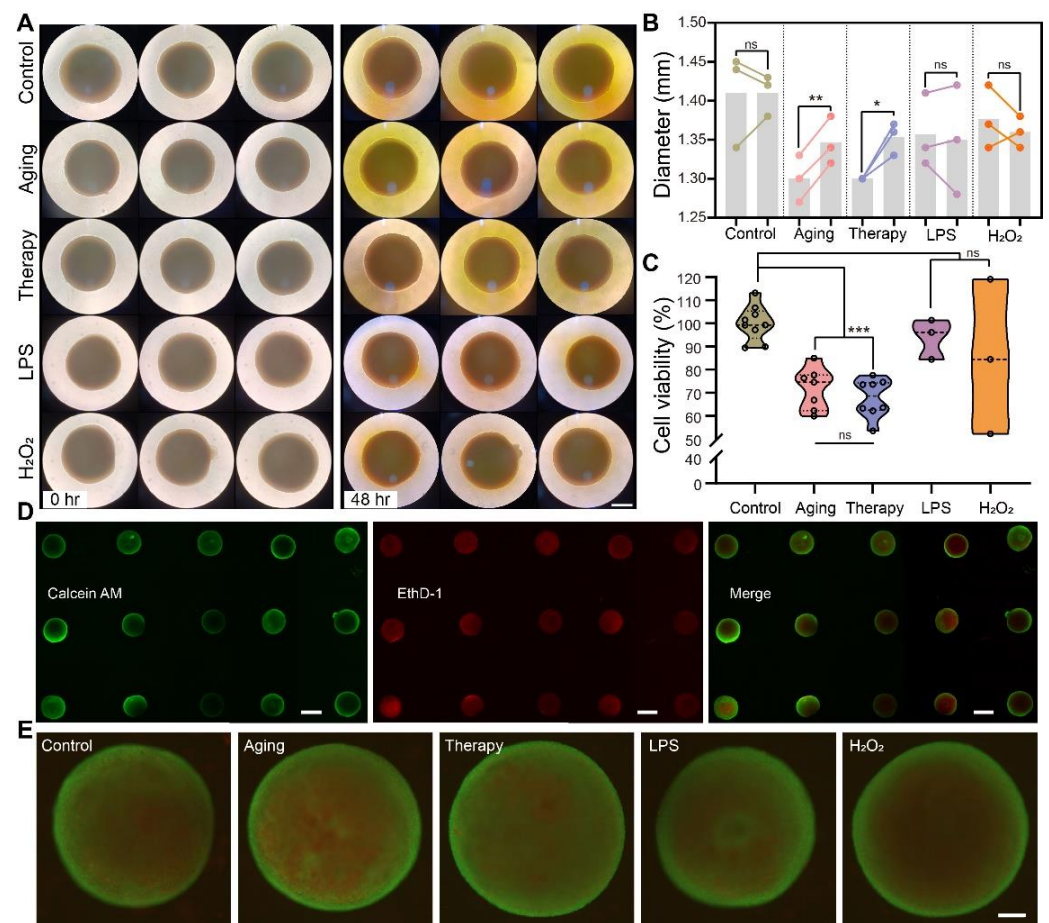 A
Control
Aging
Therapy
LPS
H₂O₂
0 hr
48 hr
B
Diameter (mm)
1.50
1.45
1.40
1.35
1.30
1.25
ns
**
*
ns
ns
Control Aging Therapy LPS H₂O₂
C
Cell viability (%)
120
110
100
90
80
70
60
50
40
0
ns
***
ns
Control Aging Therapy LPS H₂O₂
D
Calcein AM
EthD-1
Merge
E
Control
Aging
Therapy
LPS
H₂O₂